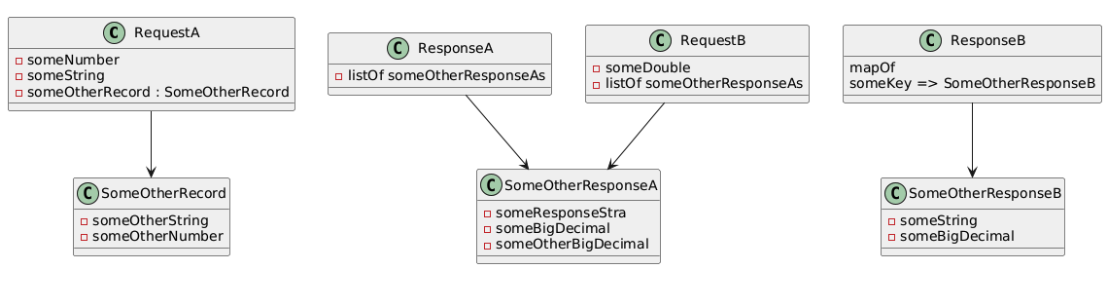 C RequestA
someNumber
someString
someOtherRecord : SomeOtherRecord
C ResponseA
listOf someOtherResponseAs
C RequestB
someDouble
listOf someOtherResponseAs
C ResponseB
mapOf
someKey => SomeOtherResponseB
C SomeOtherRecord
someOtherString
someOtherNumber
C SomeOtherResponseA
someResponseStra
someBigDecimal
someOtherBigDecimal
C SomeOtherResponseB
someString
someBigDecimal